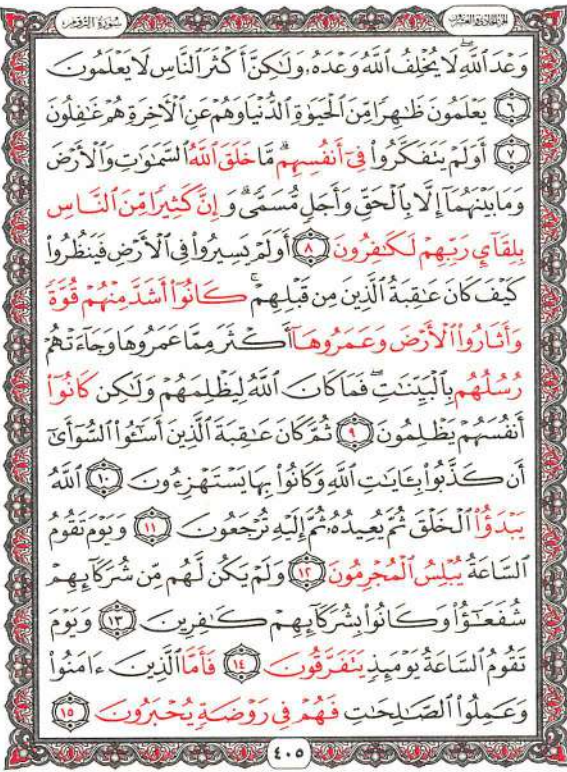 الجزء الحادي والعشرون
سُورَةُ الرُّومِ
وَعْدَ ٱللَّهِۖ لَا يُخۡلِفُ ٱللَّهُ وَعۡدَهُۥ وَلَٰكِنَّ أَكۡثَرَ ٱلنَّاسِ لَا يَعۡلَمُونَ
٦ يَعۡلَمُونَ ظَٰهِرٗا مِّنَ ٱلۡحَيَوٰةِ ٱلدُّنۡيَا وَهُمۡ عَنِ ٱلۡأٓخِرَةِ هُمۡ غَٰفِلُونَ
٧ أَوَلَمۡ يَتَفَكَّرُواْ فِيٓ أَنفُسِهِمۗ مَّا خَلَقَ ٱللَّهُ ٱلسَّمَٰوَٰتِ وَٱلۡأَرۡضَ
وَمَا بَيۡنَهُمَآ إِلَّا بِٱلۡحَقِّ وَأَجَلٖ مُّسَمّٗىۗ وَإِنَّ كَثِيرٗا مِّنَ ٱلنَّاسِ
بِلِقَآيِٕ رَبِّهِمۡ لَكَٰفِرُونَ ٨ أَوَلَمۡ يَسِيرُواْ فِي ٱلۡأَرۡضِ فَيَنظُرُواْ
كَيۡفَ كَانَ عَٰقِبَةُ ٱلَّذِينَ مِن قَبۡلِهِمۡۚ كَانُوٓاْ أَشَدَّ مِنۡهُمۡ قُوَّةٗ
وَأَثَارُواْ ٱلۡأَرۡضَ وَعَمَرُوهَآ أَكۡثَرَ مِمَّا عَمَرُوهَا وَجَآءَتۡهُمۡ
رُسُلُهُم بِٱلۡبَيِّنَٰتِۖ فَمَا كَانَ ٱللَّهُ لِيَظۡلِمَهُمۡ وَلَٰكِن كَانُوٓاْ
أَنفُسَهُمۡ يَظۡلِمُونَ ٩ ثُمَّ كَانَ عَٰقِبَةَ ٱلَّذِينَ أَسَٰٓـُٔواْ ٱلسُّوٓأَىٰٓ
أَن كَذَّبُواْ بِـَٔايَٰتِ ٱللَّهِ وَكَانُواْ بِهَا يَسۡتَهۡزِءُونَ ١٠ ٱللَّهُ
يَبۡدَؤُاْ ٱلۡخَلۡقَ ثُمَّ يُعِيدُهُۥ ثُمَّ إِلَيۡهِ تُرۡجَعُونَ ١١ وَيَوۡمَ تَقُومُ
ٱلسَّاعَةُ يُبۡلِسُ ٱلۡمُجۡرِمُونَ ١٢ وَلَمۡ يَكُن لَّهُم مِّن شُرَكَآئِهِمۡ
شُفَعَٰٓؤُاْ وَكَانُواْ بِشُرَكَآئِهِمۡ كَٰفِرِينَ ١٣ وَيَوۡمَ
تَقُومُ ٱلسَّاعَةُ يَوۡمَئِذٖ يَتَفَرَّقُونَ ١٤ فَأَمَّا ٱلَّذِينَ ءَامَنُواْ
وَعَمِلُواْ ٱلصَّٰلِحَٰتِ فَهُمۡ فِي رَوۡضَةٖ يُحۡبَرُونَ ١٥
٤٠٥